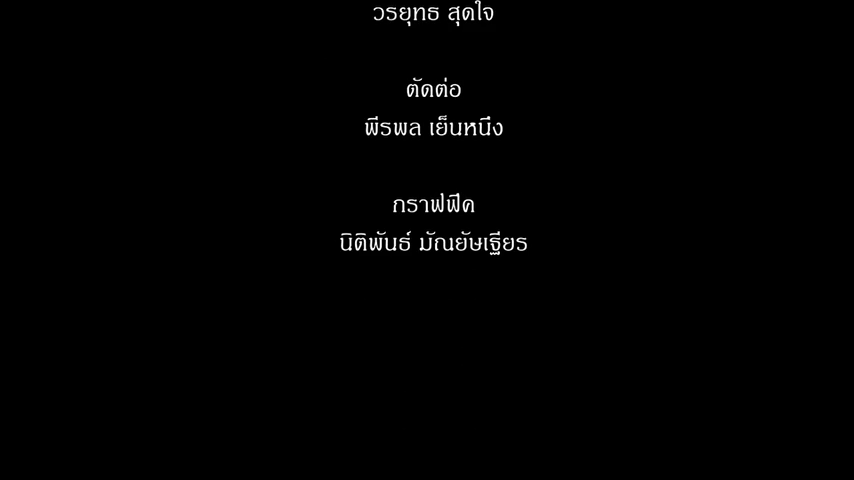 วรยุทธ สุดใจ
ตัดต่อ
พีรพล เย็นหนึ่ง
กราฟฟิค
นิติพันธ์ มัณยัษเฐียร